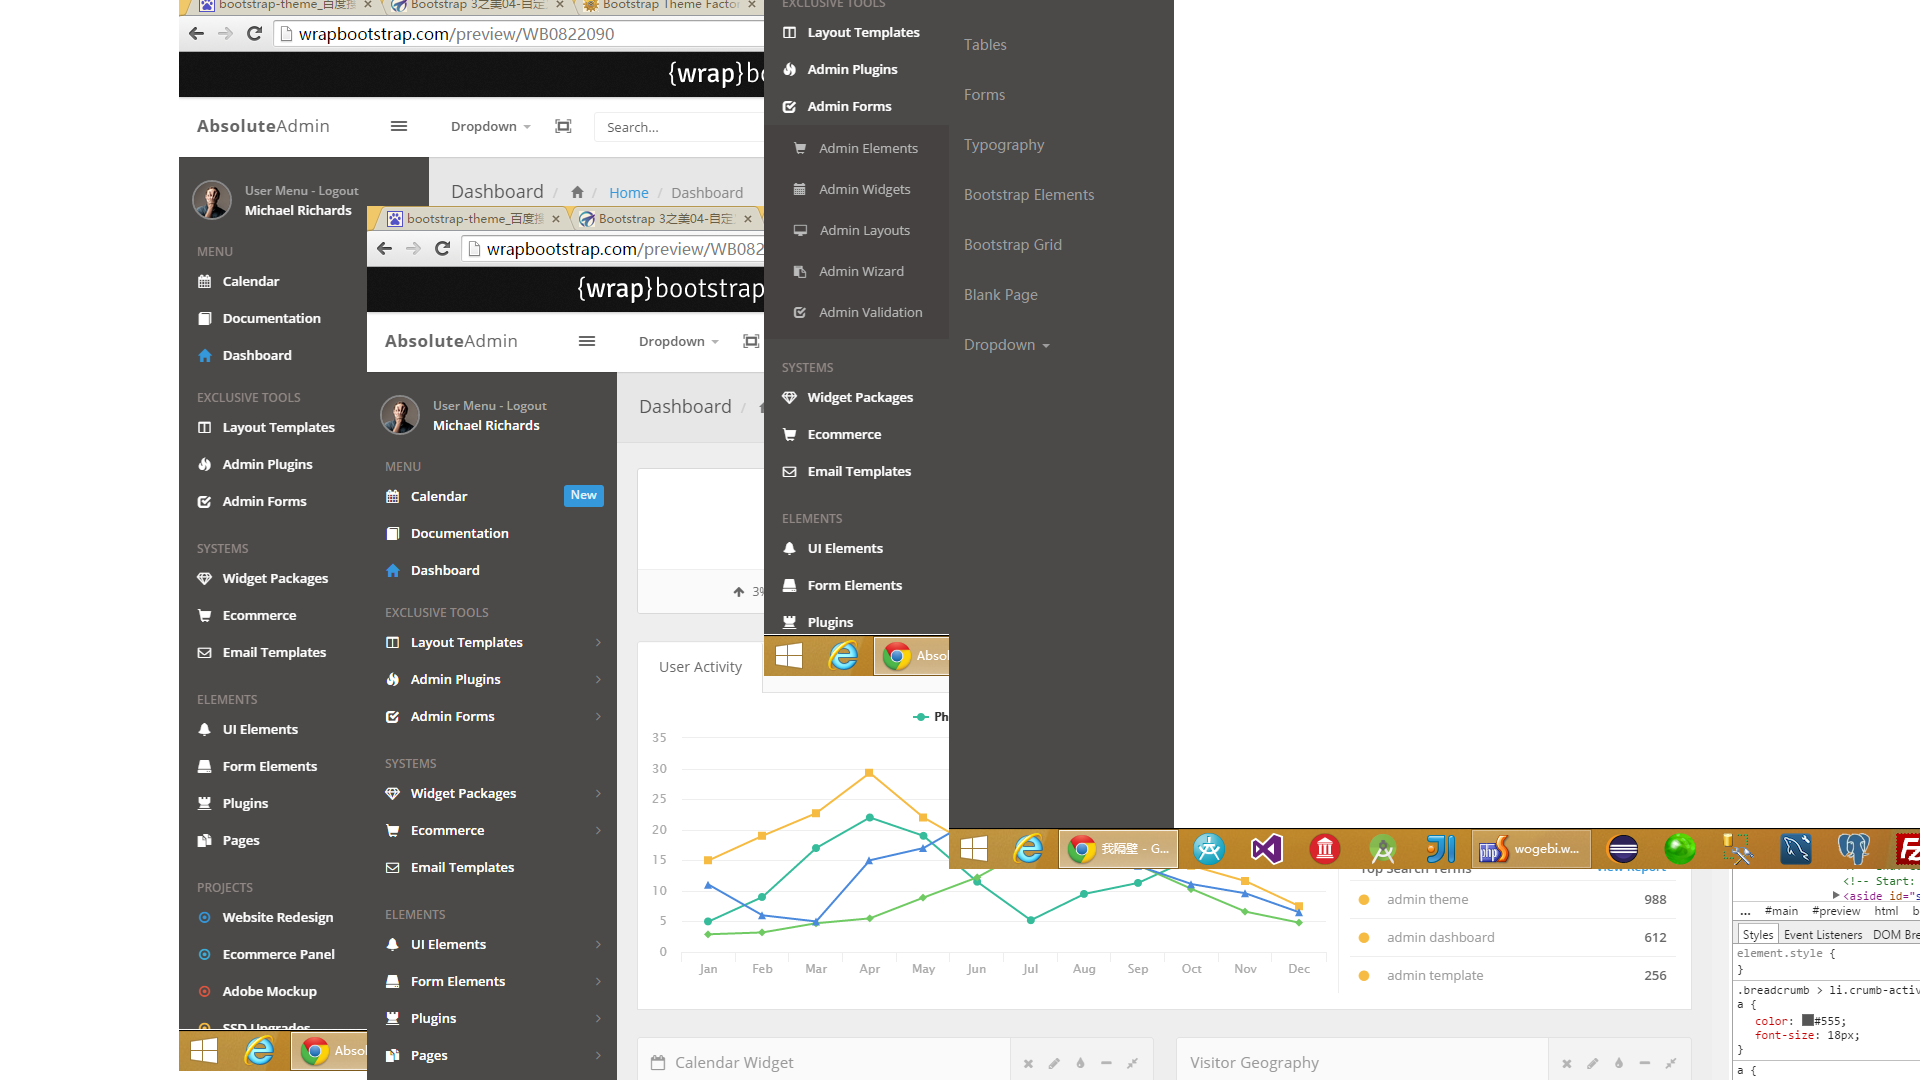 bootstrap-theme_百度搜
Bootstrap 3之美04-自定
Bootstrap Theme Factor
wrapbootstrap.com/preview/WB0822090
{wrap}bo
AbsoluteAdmin
Dropdown
Search...
User Menu - Logout
Michael Richards
Dashboard / / Home / Dashboard
MENU
Calendar
Documentation
Dashboard
EXCLUSIVE TOOLS
Layout Templates
Admin Plugins
Admin Forms
SYSTEMS
Widget Packages
Ecommerce
Email Templates
ELEMENTS
UI Elements
Form Elements
Plugins
Pages
PROJECTS
Website Redesign
Ecommerce Panel
Adobe Mockup
SSD Upgrades
Absol
bootstrap-theme_百度搜
Bootstrap 3之美04-自定
wrapbootstrap.com/preview/WB082
{wrap}bootstrap
AbsoluteAdmin
Dropdown
User Menu - Logout
Michael Richards
Dashboard /
MENU
Calendar
New
Documentation
Dashboard
EXCLUSIVE TOOLS
Layout Templates
Admin Plugins
Admin Forms
SYSTEMS
Widget Packages
Ecommerce
Email Templates
ELEMENTS
UI Elements
Form Elements
Plugins
Pages
3%
User Activity
Ph
35
30
25
20
15
10
5
0
Jan Feb Mar Apr May Jun Jul Aug Sep Oct Nov Dec
Top Search Terms
View Report
admin theme 988
admin dashboard 612
admin template 256
Calendar Widget
Visitor Geography
EXCLUSIVE TOOLS
Layout Templates
Admin Plugins
Admin Forms
Admin Elements
Admin Widgets
Admin Layouts
Admin Wizard
Admin Validation
SYSTEMS
Widget Packages
Ecommerce
Email Templates
ELEMENTS
UI Elements
Form Elements
Plugins
Absol
Tables
Forms
Typography
Bootstrap Elements
Bootstrap Grid
Blank Page
Dropdown
我隔壁 - G...
wogebi.w...
<!-- Start:
<aside id="s
... #main #preview html b
Styles Event Listeners DOM Bre
element.style {
}
.breadcrumb > li.crumb-activ
a {
color: #555;
font-size: 18px;
}
a {